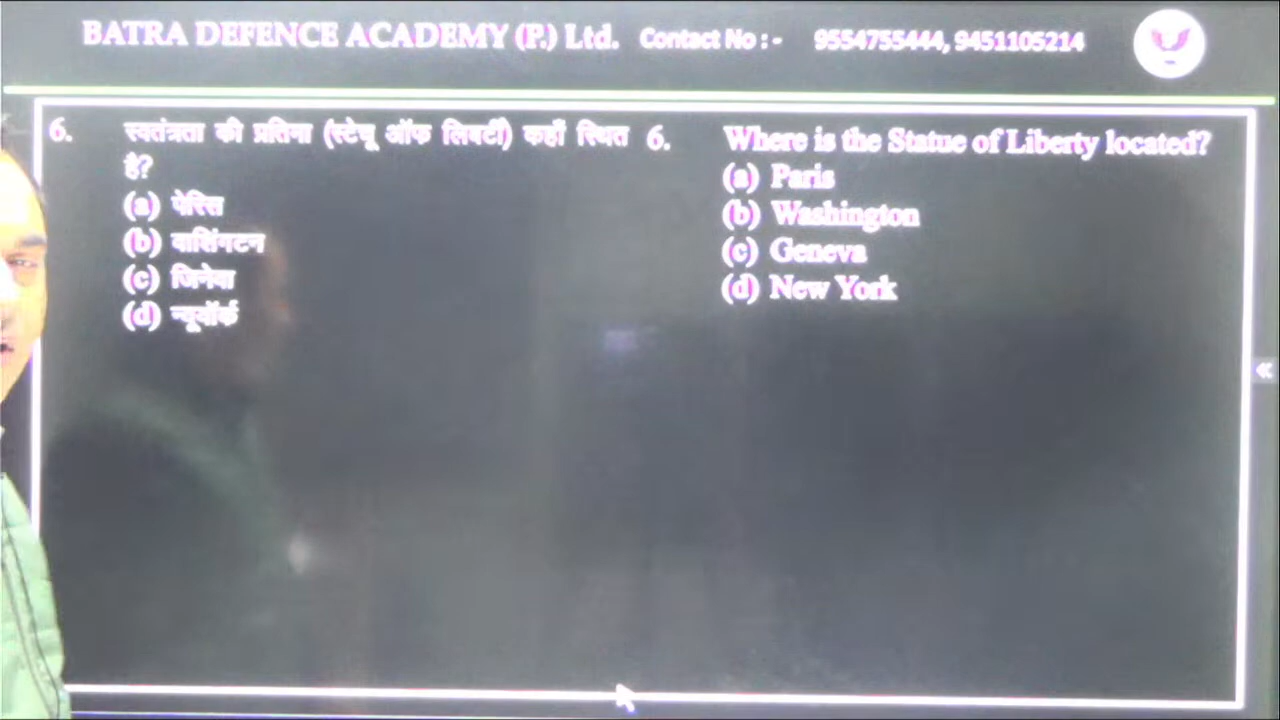 BATRA DEFENCE ACADEMY (P.) Ltd. Contact No :- 9554755444, 9451105214
6. स्वतंत्रता की प्रतिमा (स्टेचू ऑफ लिबर्टी) कहाँ स्थित
है?
(a) पेरिस
(b) वाशिंगटन
(c) जिनेवा
(d) न्यूयॉर्क
6. Where is the Statue of Liberty located?
(a) Paris
(b) Washington
(c) Geneva
(d) New York